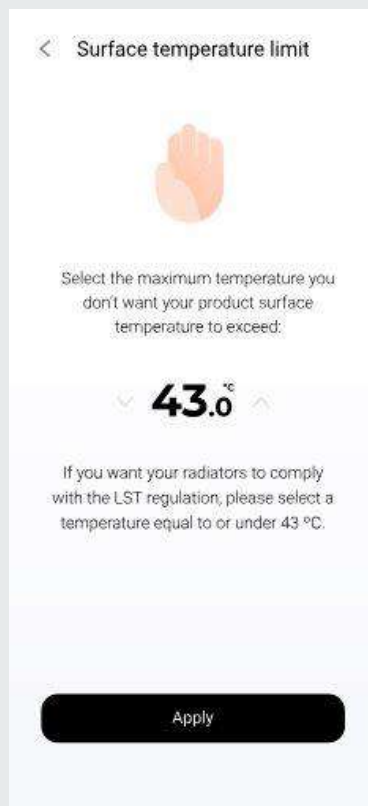 Surface temperature limit
Select the maximum temperature you
don't want your product surface
temperature to exceed:
43.0 °C
If you want your radiators to comply
with the LST regulation, please select a
temperature equal to or under 43 ºC.
Apply